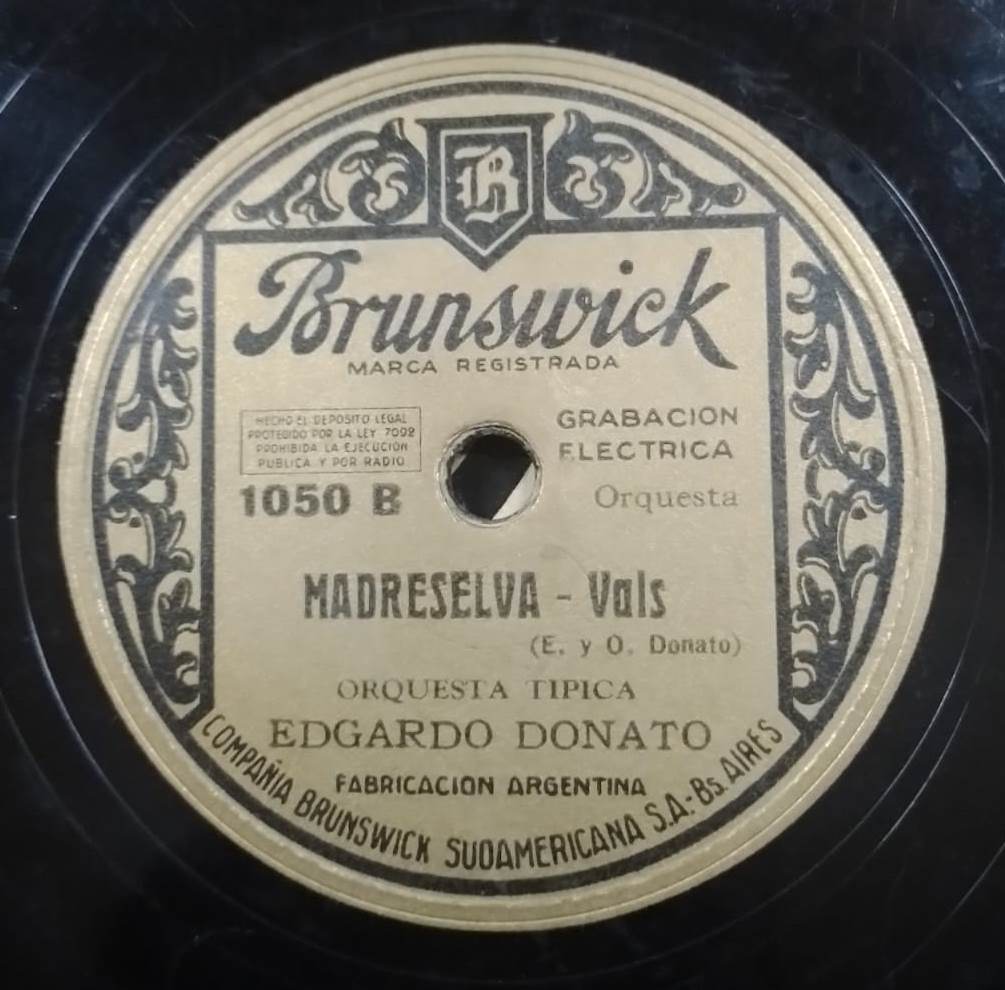 B
Brunswick
MARCA REGISTRADA
HECHO EL DEPOSITO LEGAL
PROTEGIDO POR LA LEY 7092
PROHIBIDA LA EJECUCION
PUBLICA Y POR RADIO
GRABACION
ELECTRICA
1050 B
Orquesta
MADRESELVA - Vals
(E. y O. Donato)
ORQUESTA TIPICA
EDGARDO DONATO
FABRICACION ARGENTINA
COMPAÑIA BRUNSWICK SUDAMERICANA S.A.-Bs. AIRES